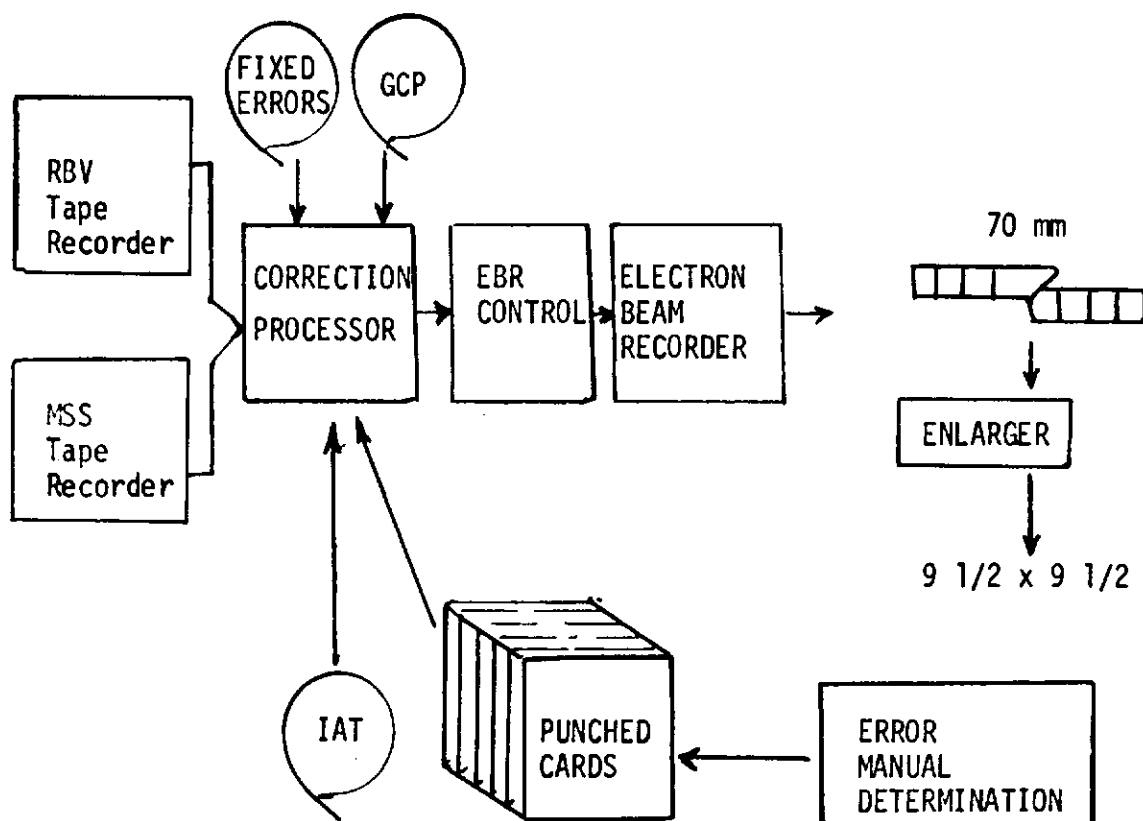 FIXED
ERRORS
GCP
RBV
Tape
Recorder
MSS
Tape
Recorder
CORRECTION
PROCESSOR
EBR
CONTROL
ELECTRON
BEAM
RECORDER
70 mm
ENLARGER
9 1/2 x 9 1/2
IAT
PUNCHED
CARDS
ERROR
MANUAL
DETERMINATION